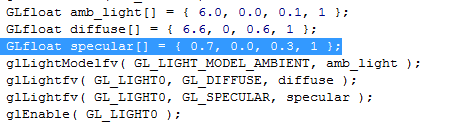 GLfloat amb_light[] = { 6.0, 0.0, 0.1, 1 };
GLfloat diffuse[] = { 6.6, 0, 0.6, 1 };
GLfloat specular[] = { 0.7, 0.0, 0.3, 1 };
glLightModelfv( GL_LIGHT_MODEL_AMBIENT, amb_light );
glLightfv( GL_LIGHT0, GL_DIFFUSE, diffuse );
glLightfv( GL_LIGHT0, GL_SPECULAR, specular );
glEnable( GL_LIGHT0 );